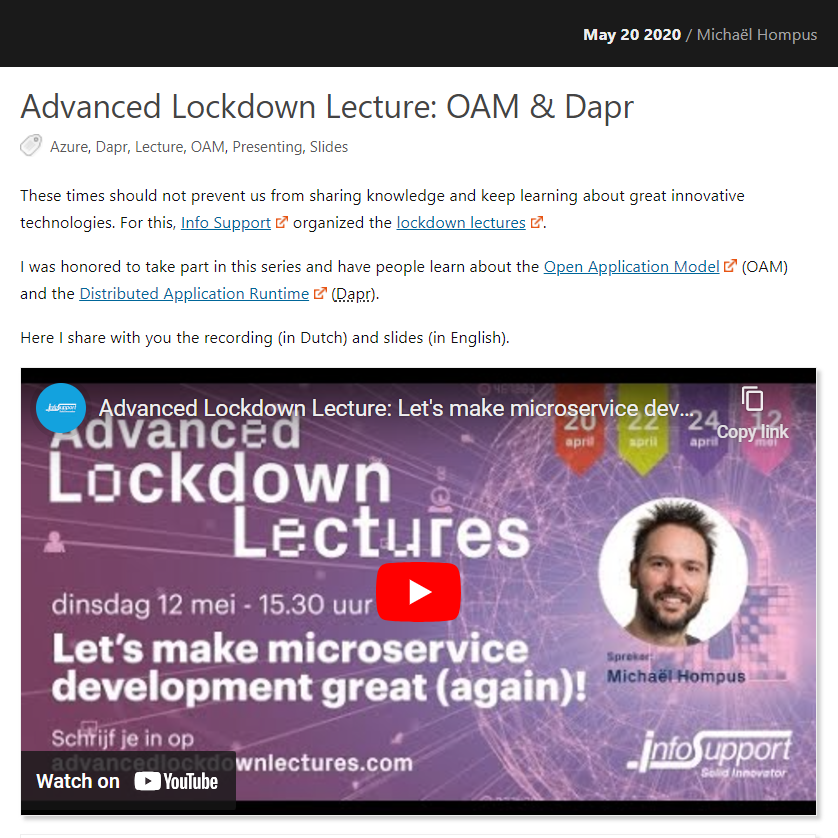 May 20 2020 / Michaël Hompus
Advanced Lockdown Lecture: OAM & Dapr
Azure, Dapr, Lecture, OAM, Presenting, Slides
These times should not prevent us from sharing knowledge and keep learning about great innovative
technologies. For this, Info Support organized the lockdown lectures.
I was honored to take part in this series and have people learn about the Open Application Model (OAM)
and the Distributed Application Runtime (Dapr).
Here I share with you the recording (in Dutch) and slides (in English).
InfoSupport
Advanced Lockdown Lecture: Let's make microservice dev...
Copy link
20 april
22 april
24 april
12 mei
Advanced
Lockdown
Lectures
dinsdag 12 mei - 15.30 uur
Let's make microservice
development great (again)!
Spreker:
Michaël Hompus
Schrijf je in op
advancedlockdownlectures.com
InfoSupport
Solid Innovator
Watch on YouTube